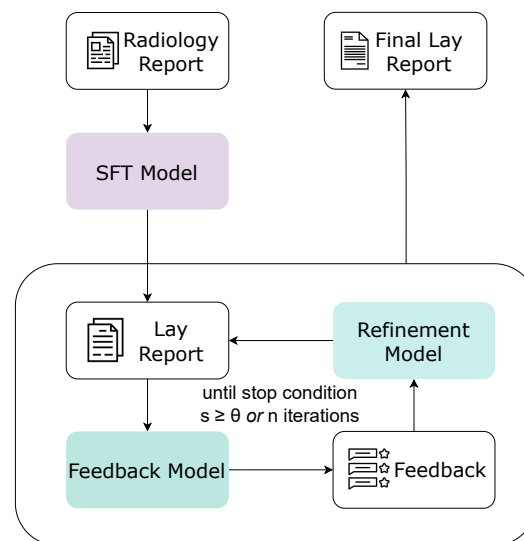 Radiology
Report
Final Lay
Report
SFT Model
Lay
Report
Refinement
Model
until stop condition
s ≥ θ or n iterations
Feedback Model
Feedback